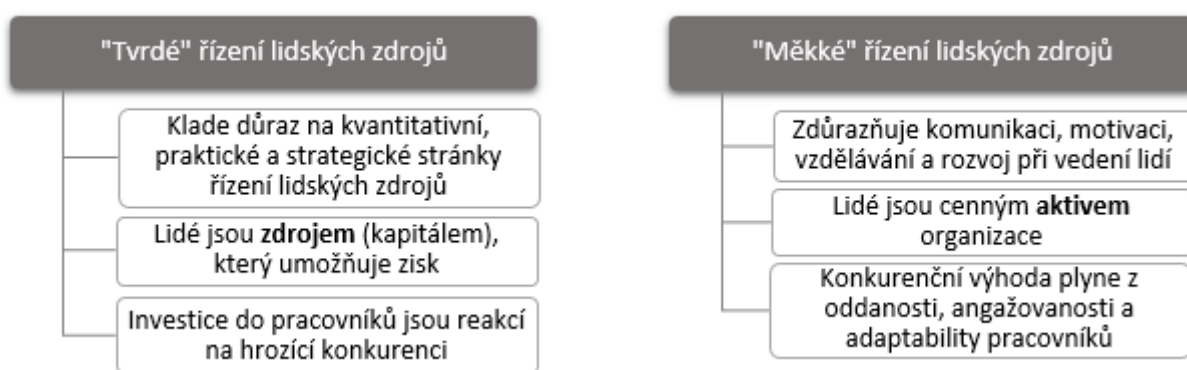 "Tvrdé" řízení lidských zdrojů
Klade důraz na kvantitativní,
praktické a strategické stránky
řízení lidských zdrojů
Lidé jsou zdrojem (kapitálem),
který umožňuje zisk
Investice do pracovníků jsou reakcí
na hrozící konkurenci
"Měkké" řízení lidských zdrojů
Zdůrazňuje komunikaci, motivaci,
vzdělávání a rozvoj při vedení lidí
Lidé jsou cenným aktivem
organizace
Konkurenční výhoda plyne z
oddanosti, angažovanosti a
adaptability pracovníků